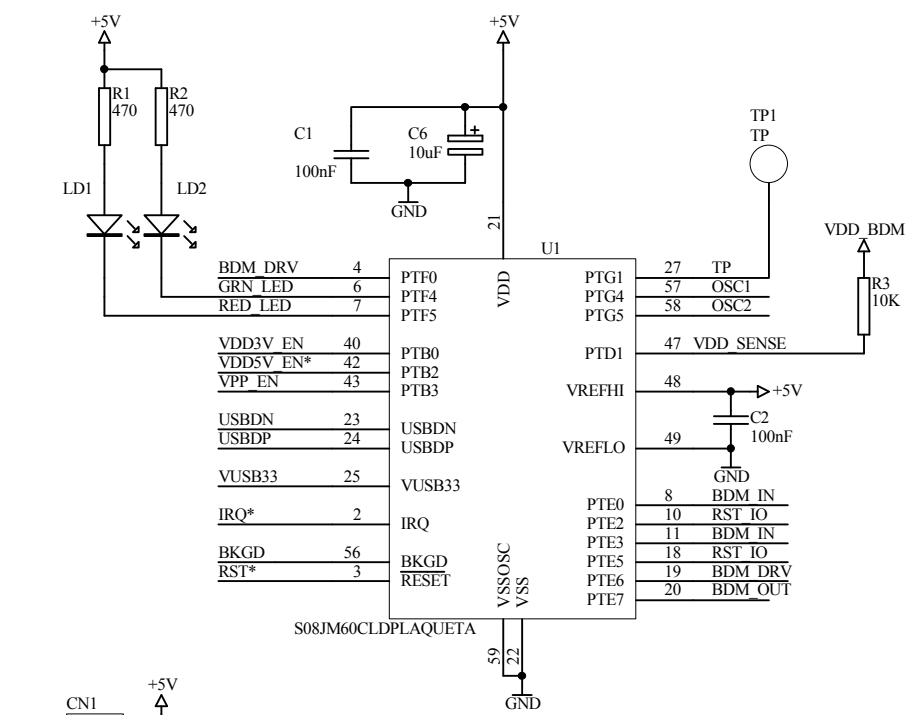 +5V
+5V
R1
470
R2
470
C1
100nF
C6
10uF
+
GND
LD1
LD2
TP1
TP
VDD_BDM
R3
10K
21
U1
VDD
BDM_DRV 4 PTF0
GRN_LED 6 PTF4
RED_LED 7 PTF5
VDD3V_EN 40 PTB0
VDD5V_EN* 42 PTB2
VPP_EN 43 PTB3
USBDN 23 USBDN
USBDP 24 USBDP
VUSB33 25 VUSB33
IRQ* 2 IRQ
BKGD 56 BKGD
RST* 3 RESET
PTG1 27 TP
PTG4 57 OSC1
PTG5 58 OSC2
PTD1 47 VDD_SENSE
VREFHI 48 +5V
C2
100nF
VREFLO 49
GND
PTE0 8 BDM_IN
PTE2 10 RST_IO
PTE3 11 BDM_IN
PTE5 18 RST_IO
PTE6 19 BDM_DRV
PTE7 20 BDM_OUT
VSSOSC
VSS
S08JM60CLDPLAQUETA
59
22
GND
CN1
+5V